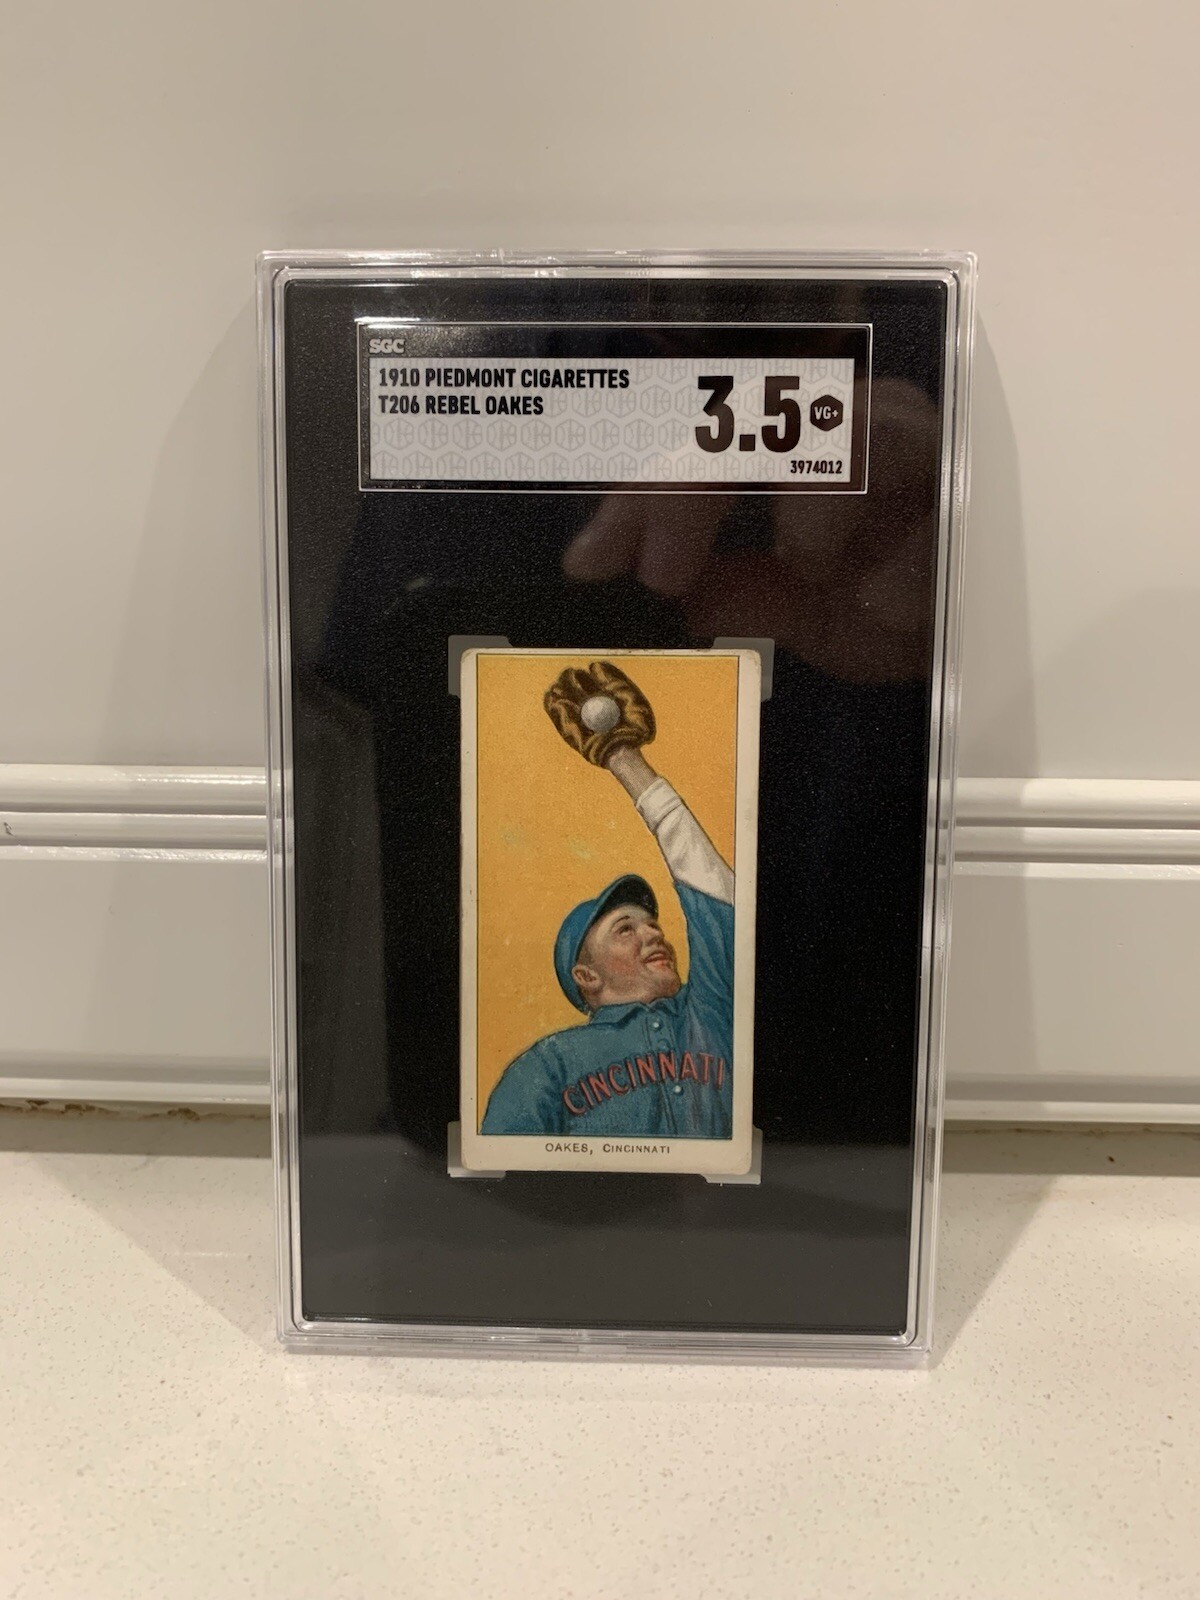 SGC
1910 PIEDMONT CIGARETTES
T206 REBEL OAKES
3.5 VG+
3974012
CINCINNATI
OAKES, CINCINNATI